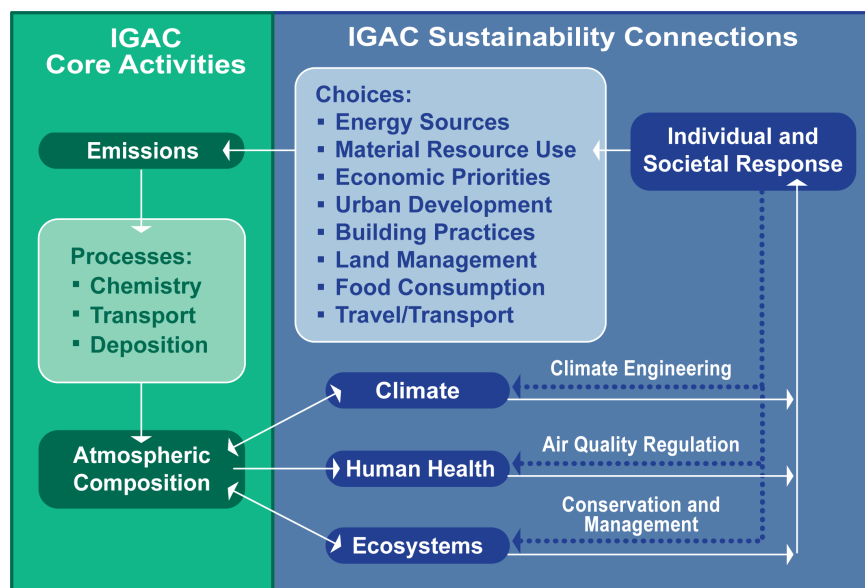 IGAC
Core Activities
IGAC Sustainability Connections
Emissions
Processes:
▪ Chemistry
▪ Transport
▪ Deposition
Atmospheric
Composition
Choices:
▪ Energy Sources
▪ Material Resource Use
▪ Economic Priorities
▪ Urban Development
▪ Building Practices
▪ Land Management
▪ Food Consumption
▪ Travel/Transport
Individual and
Societal Response
Climate Engineering
Climate
Air Quality Regulation
Human Health
Conservation and
Management
Ecosystems